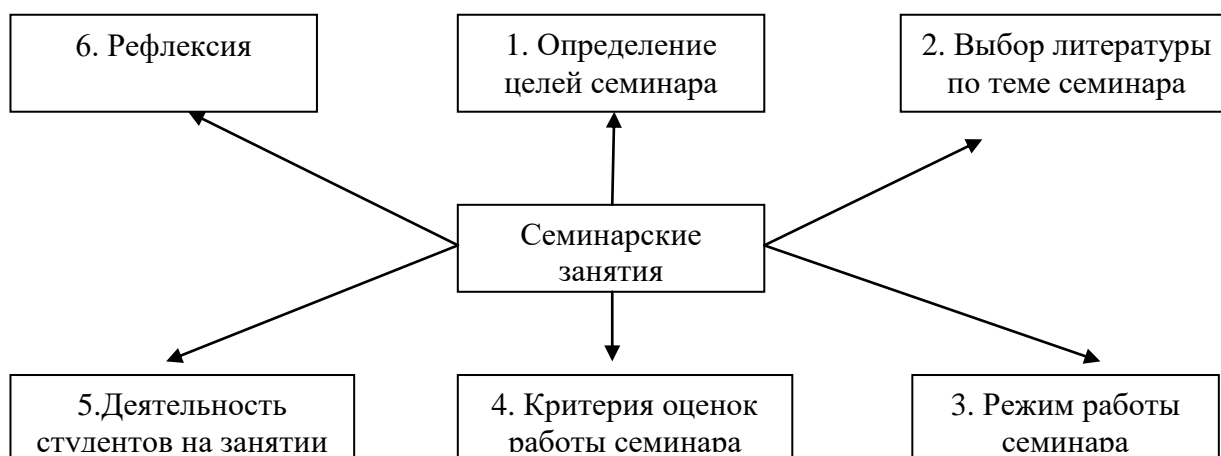 6. Рефлексия
1. Определение
целей семинара
2. Выбор литературы
по теме семинара
Семинарские
занятия
5.Деятельность
студентов на занятии
4. Критерия оценок
работы семинара
3. Режим работы
семинара